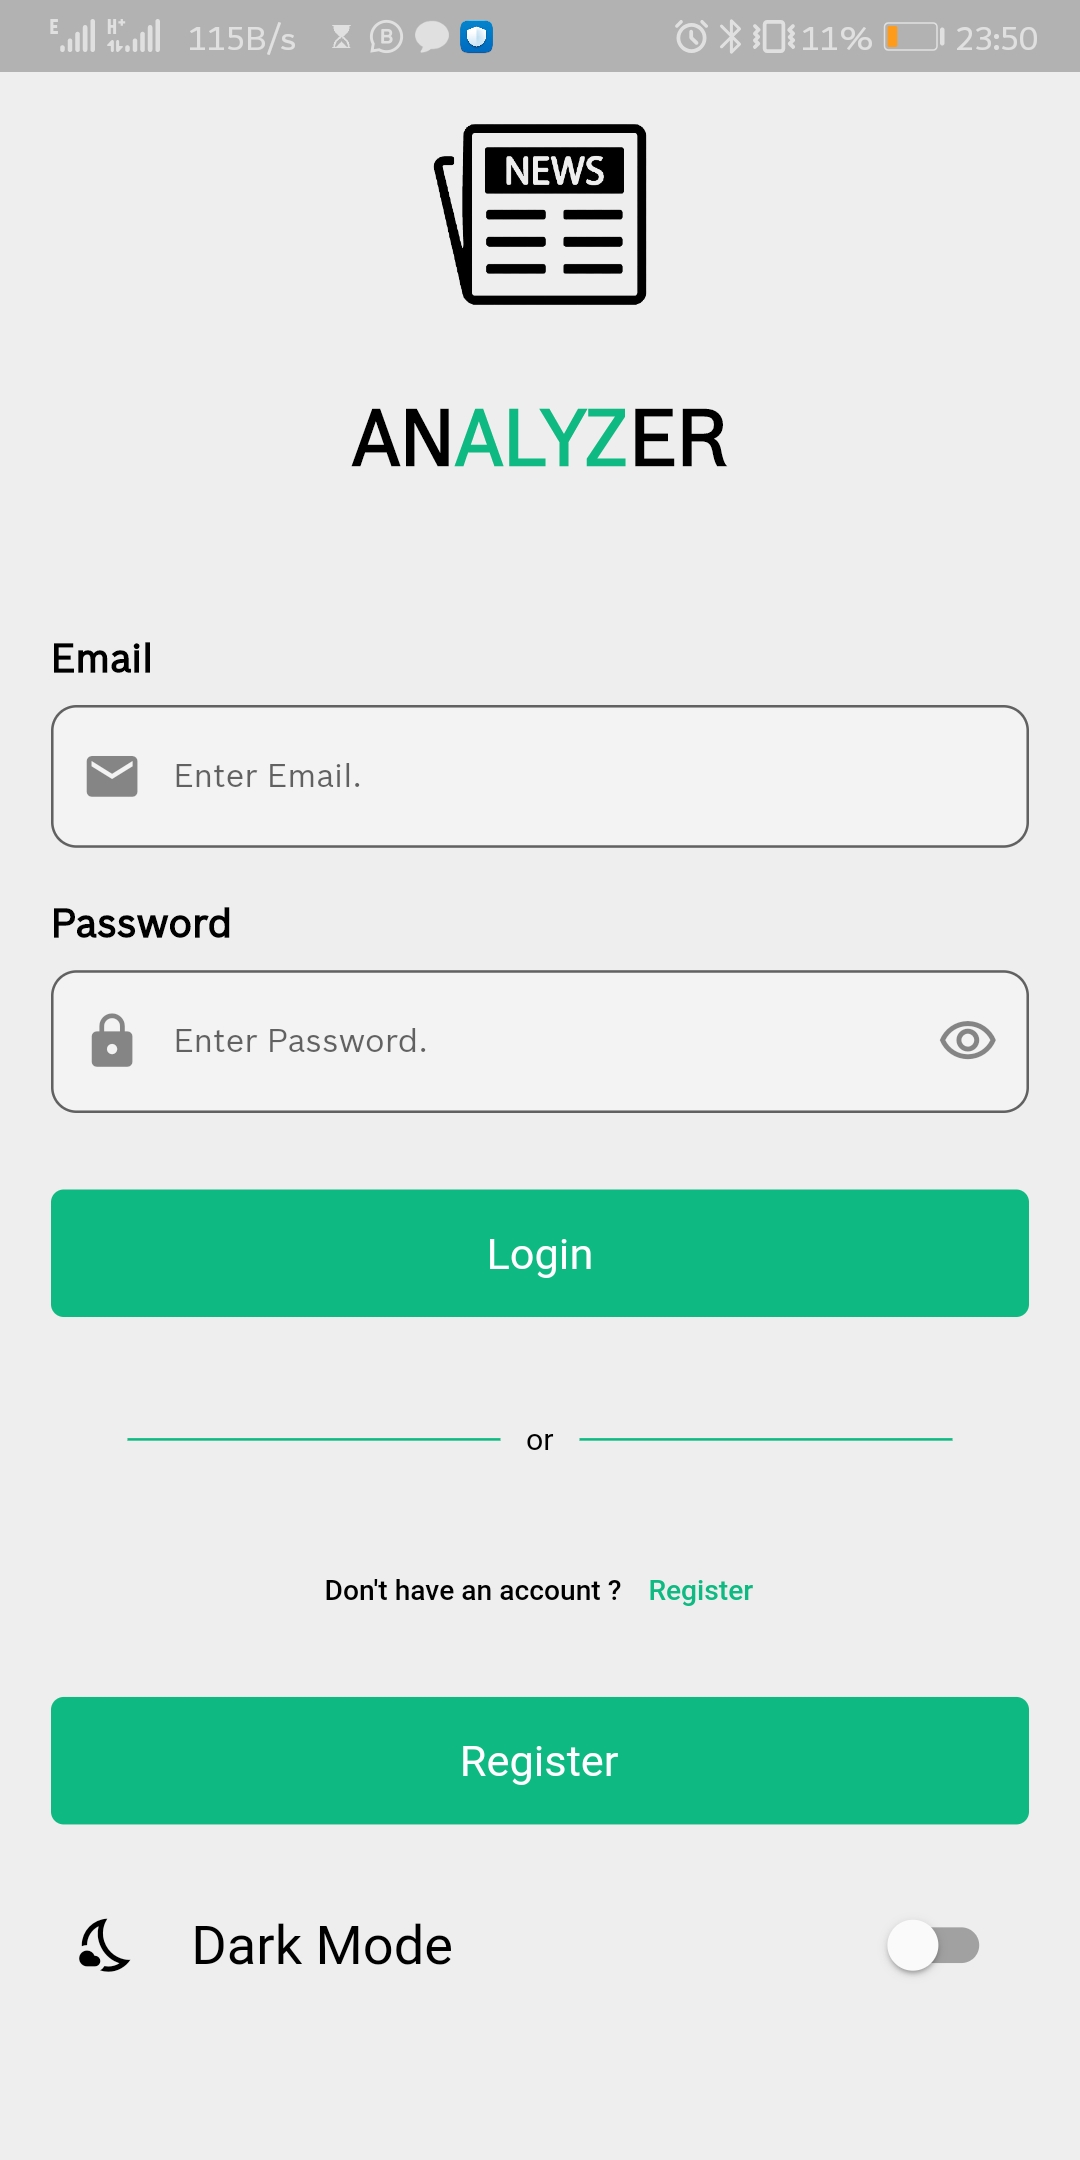 E H+ 115B/s B 11% 23:50
NEWS
ANALYZER
Email
Enter Email.
Password
Enter Password.
Login
or
Don't have an account ? Register
Register
Dark Mode